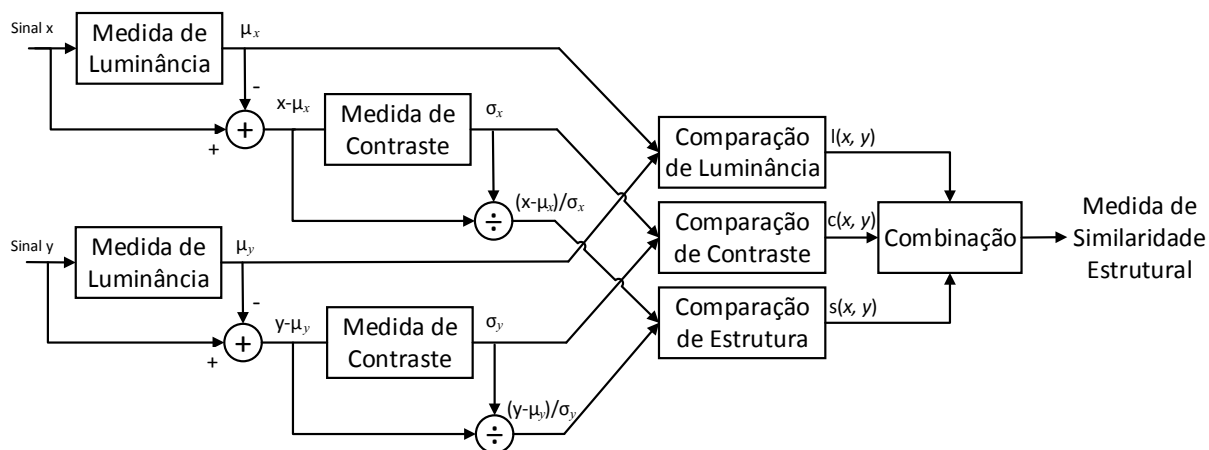 Sinal x
Medida de
Luminância
μx
-
+
+
x-μx
Medida de
Contraste
σx
÷
(x-μx)/σx
Sinal y
Medida de
Luminância
μy
-
+
+
y-μy
Medida de
Contraste
σy
÷
(y-μy)/σy
Comparação
de Luminância
l(x, y)
Comparação
de Contraste
c(x, y)
Comparação
de Estrutura
s(x, y)
Combinação
Medida de
Similaridade
Estrutural